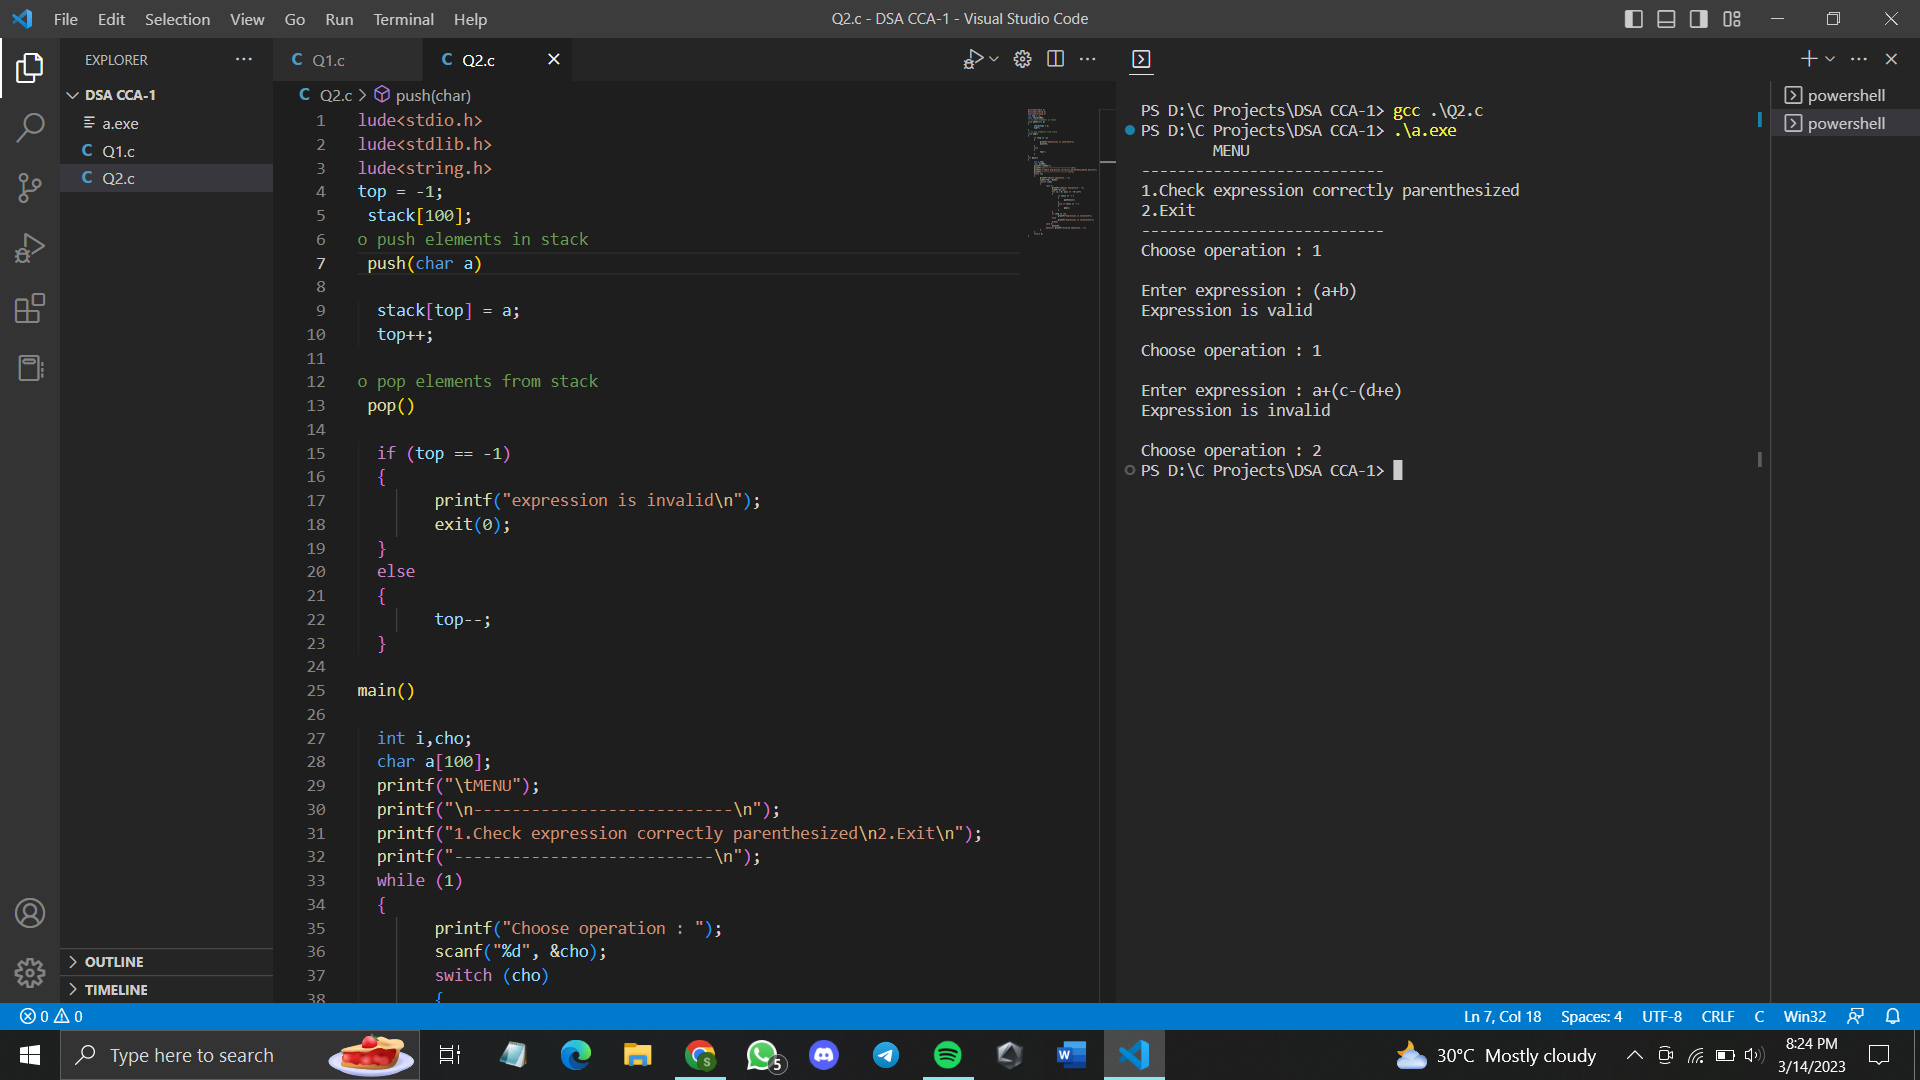 File Edit Selection View Go Run Terminal Help
Q2.c - DSA CCA-1 - Visual Studio Code
EXPLORER
DSA CCA-1
a.exe
C Q1.c
C Q2.c
OUTLINE
TIMELINE
C Q1.c
C Q2.c
C Q2.c > push(char)
1 lude<stdio.h>
2 lude<stdlib.h>
3 lude<string.h>
4 top = -1;
5 stack[100];
6 o push elements in stack
7 push(char a)
8
9 stack[top] = a;
10 top++;
11
12 o pop elements from stack
13 pop()
14
15 if (top == -1)
16 {
17 printf("expression is invalid\n");
18 exit(0);
19 }
20 else
21 {
22 top--;
23 }
24
25 main()
26
27 int i,cho;
28 char a[100];
29 printf("\tMENU");
30 printf("\n---------------------------\n");
31 printf("1.Check expression correctly parenthesized\n2.Exit\n");
32 printf("---------------------------\n");
33 while (1)
34 {
35 printf("Choose operation : ");
36 scanf("%d", &cho);
37 switch (cho)
38 {
PS D:\C Projects\DSA CCA-1> gcc .\Q2.c
PS D:\C Projects\DSA CCA-1> .\a.exe
MENU
---------------------------
1.Check expression correctly parenthesized
2.Exit
---------------------------
Choose operation : 1
Enter expression : (a+b)
Expression is valid
Choose operation : 1
Enter expression : a+(c-(d+e)
Expression is invalid
Choose operation : 2
PS D:\C Projects\DSA CCA-1>
powershell
powershell
0 0
Ln 7, Col 18 Spaces: 4 UTF-8 CRLF C Win32
Type here to search
5
30°C Mostly cloudy
8:24 PM
3/14/2023